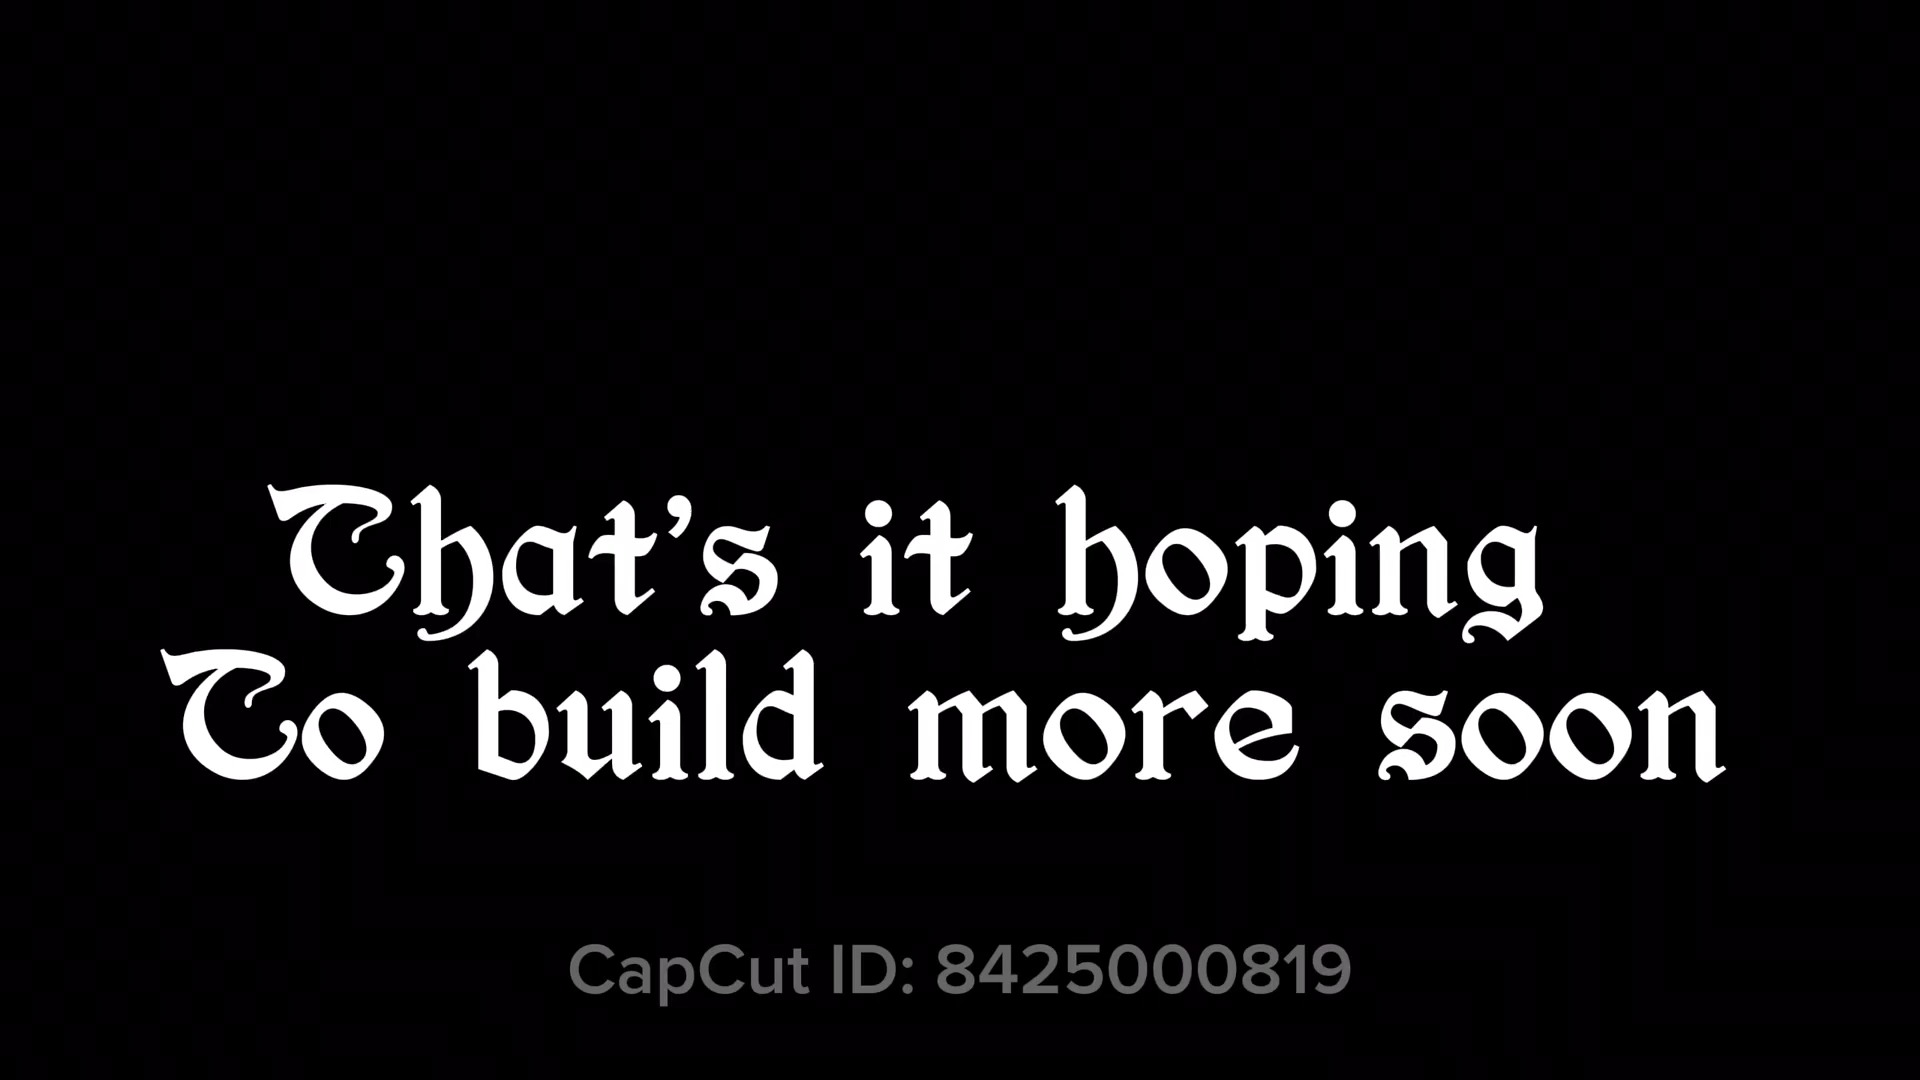 That's it hoping
To build more soon
CapCut ID: 8425000819